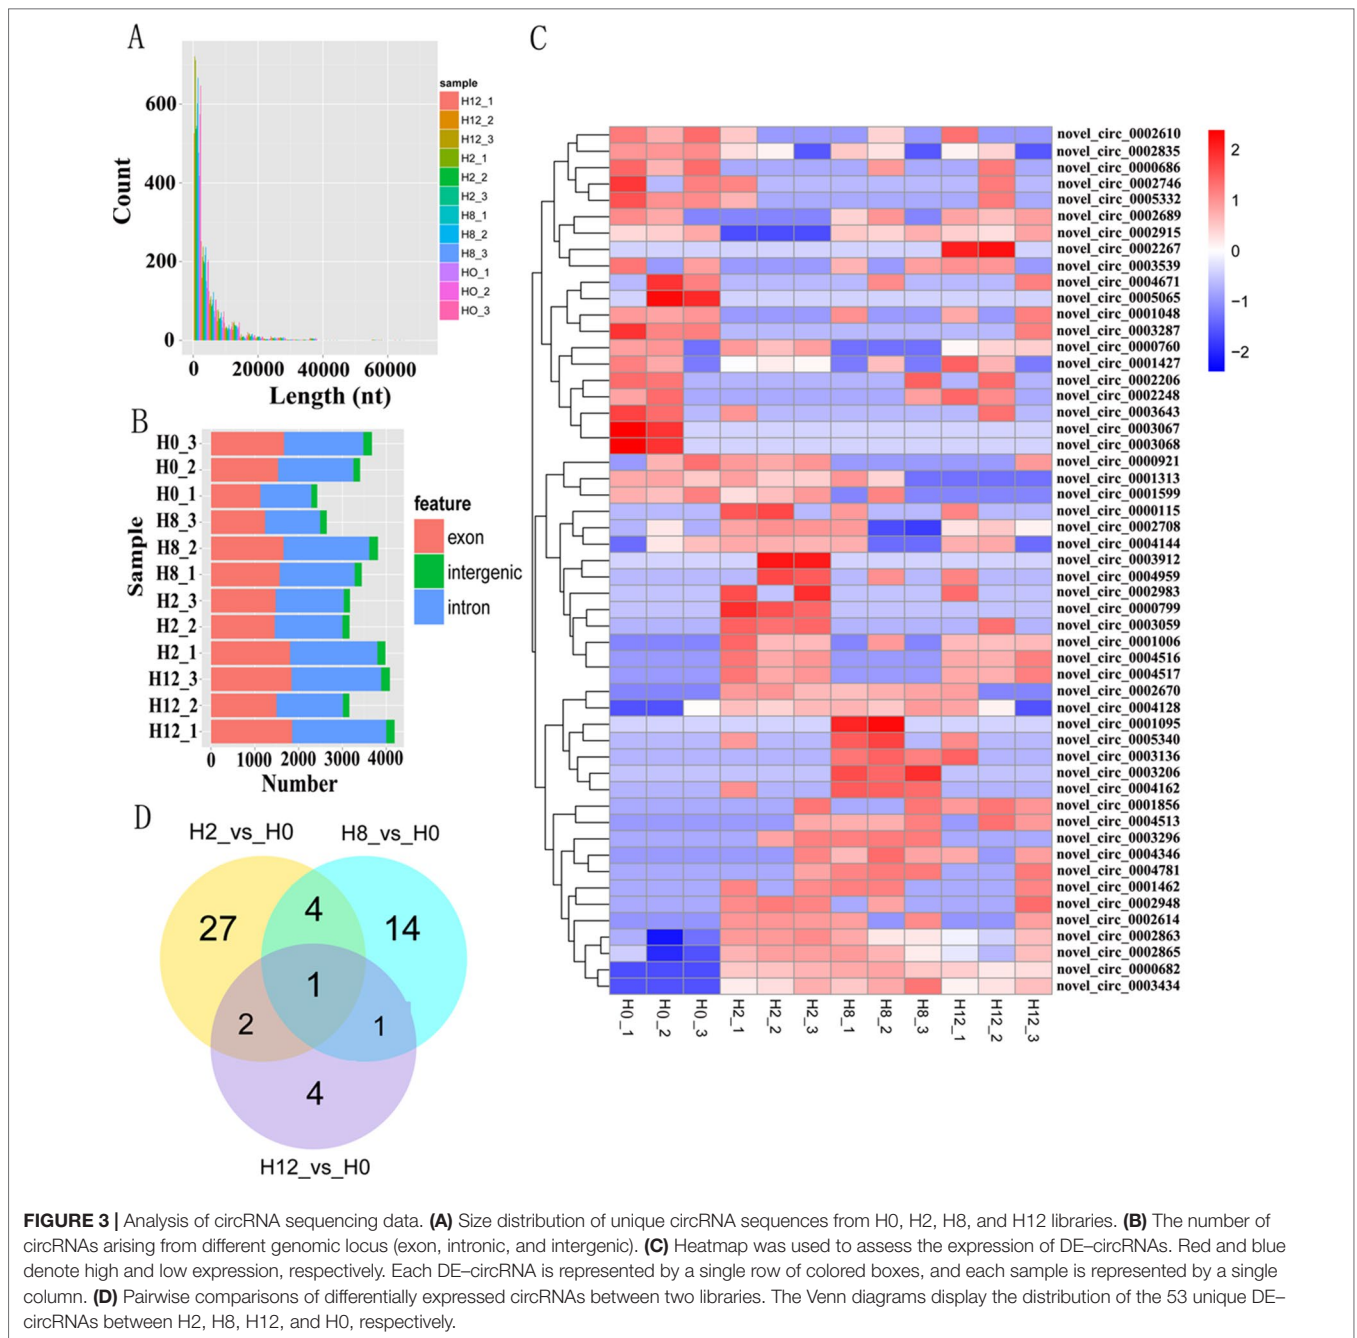 A
600
400
200
0
Count
0 20000 40000 60000
Length (nt)
sample
H12_1
H12_2
H12_3
H2_1
H2_2
H2_3
H8_1
H8_2
H8_3
HO_1
HO_2
HO_3
B
H0_3
H0_2
H0_1
H8_3
H8_2
H8_1
H2_3
H2_2
H2_1
H12_3
H12_2
H12_1
Sample
0 1000 2000 3000 4000
Number
feature
exon
intergenic
intron
C
novel_circ_0002610
novel_circ_0002835
novel_circ_0000686
novel_circ_0002746
novel_circ_0005332
novel_circ_0002689
novel_circ_0002915
novel_circ_0002267
novel_circ_0003539
novel_circ_0004671
novel_circ_0005065
novel_circ_0001048
novel_circ_0003287
novel_circ_0000760
novel_circ_0001427
novel_circ_0002206
novel_circ_0002248
novel_circ_0003643
novel_circ_0003067
novel_circ_0003068
novel_circ_0000921
novel_circ_0001313
novel_circ_0001599
novel_circ_0000115
novel_circ_0002708
novel_circ_0004144
novel_circ_0003912
novel_circ_0004959
novel_circ_0002983
novel_circ_0000799
novel_circ_0003059
novel_circ_0001006
novel_circ_0004516
novel_circ_0004517
novel_circ_0002670
novel_circ_0004128
novel_circ_0001095
novel_circ_0005340
novel_circ_0003136
novel_circ_0003206
novel_circ_0004162
novel_circ_0001856
novel_circ_0004513
novel_circ_0003296
novel_circ_0004346
novel_circ_0004781
novel_circ_0001462
novel_circ_0002948
novel_circ_0002614
novel_circ_0002863
novel_circ_0002865
novel_circ_0000682
novel_circ_0003434
H0_1 H0_2 H0_3 H2_1 H2_2 H2_3 H8_1 H8_2 H8_3 H12_1 H12_2 H12_3
2
1
0
−1
−2
D
H2_vs_H0 H8_vs_H0
27 4 14
1
2 1
4
H12_vs_H0
FIGURE 3 | Analysis of circRNA sequencing data. (A) Size distribution of unique circRNA sequences from H0, H2, H8, and H12 libraries. (B) The number of
circRNAs arising from different genomic locus (exon, intronic, and intergenic). (C) Heatmap was used to assess the expression of DE–circRNAs. Red and blue
denote high and low expression, respectively. Each DE–circRNA is represented by a single row of colored boxes, and each sample is represented by a single
column. (D) Pairwise comparisons of differentially expressed circRNAs between two libraries. The Venn diagrams display the distribution of the 53 unique DE–
circRNAs between H2, H8, H12, and H0, respectively.